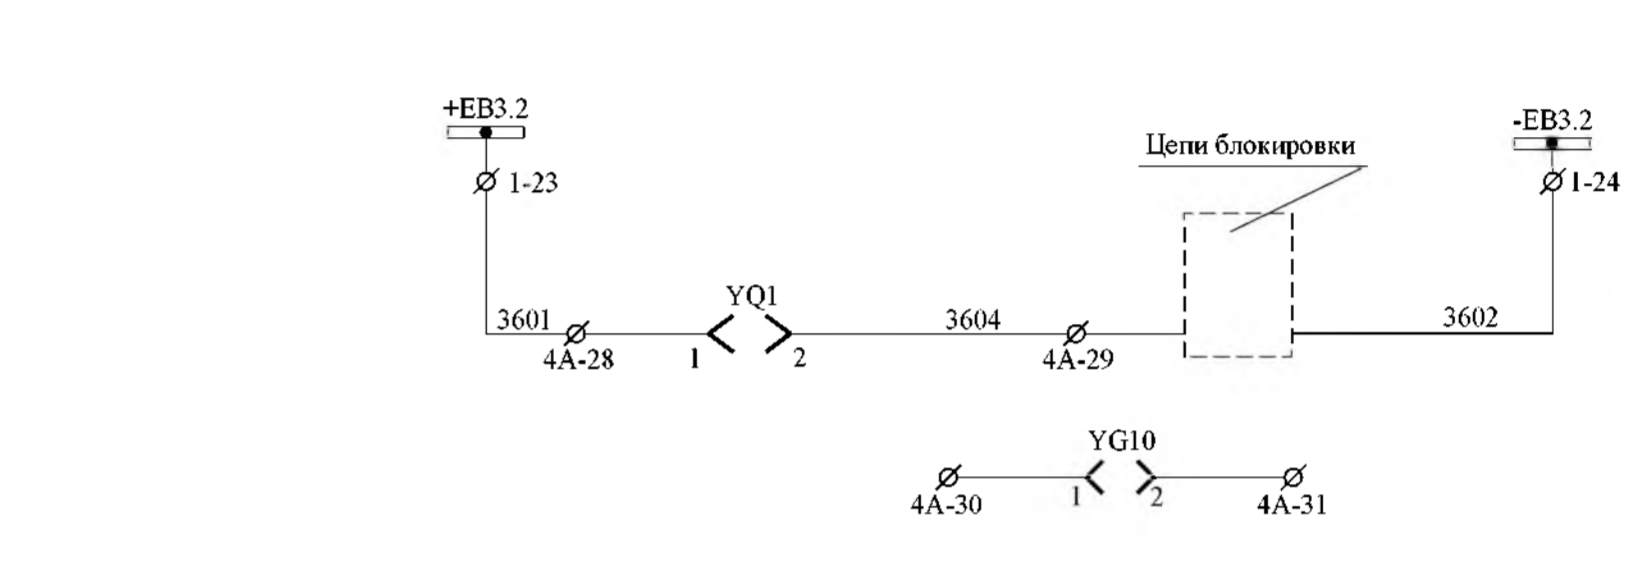 +EB3.2
-EB3.2
Цепи блокировки
1-23
1-24
YQ1
3601
3604
3602
4A-28
1
2
4A-29
YG10
1
2
4A-30
4A-31